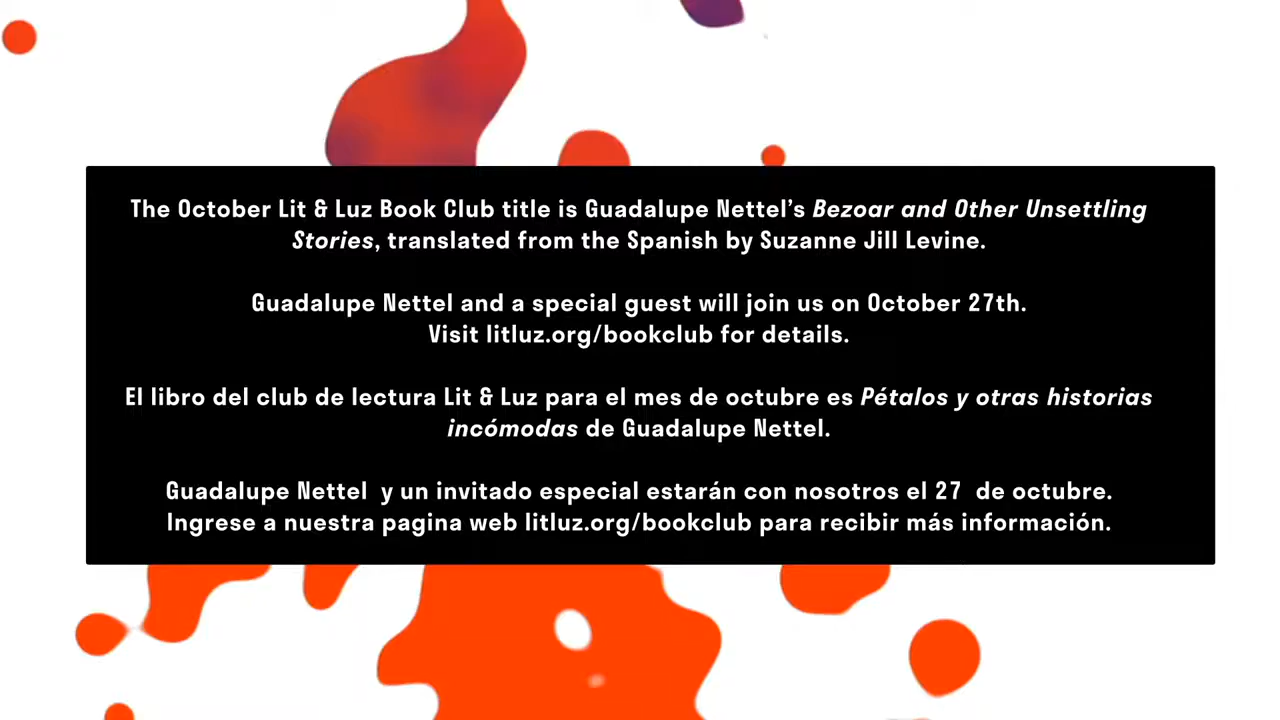 The October Lit & Luz Book Club title is Guadalupe Nettel's Bezoar and Other Unsettling
Stories, translated from the Spanish by Suzanne Jill Levine.
Guadalupe Nettel and a special guest will join us on October 27th.
Visit litluz.org/bookclub for details.
El libro del club de lectura Lit & Luz para el mes de octubre es Pétalos y otras historias
incómodas de Guadalupe Nettel.
Guadalupe Nettel  y un invitado especial estarán con nosotros el 27  de octubre.
Ingrese a nuestra pagina web litluz.org/bookclub para recibir más información.